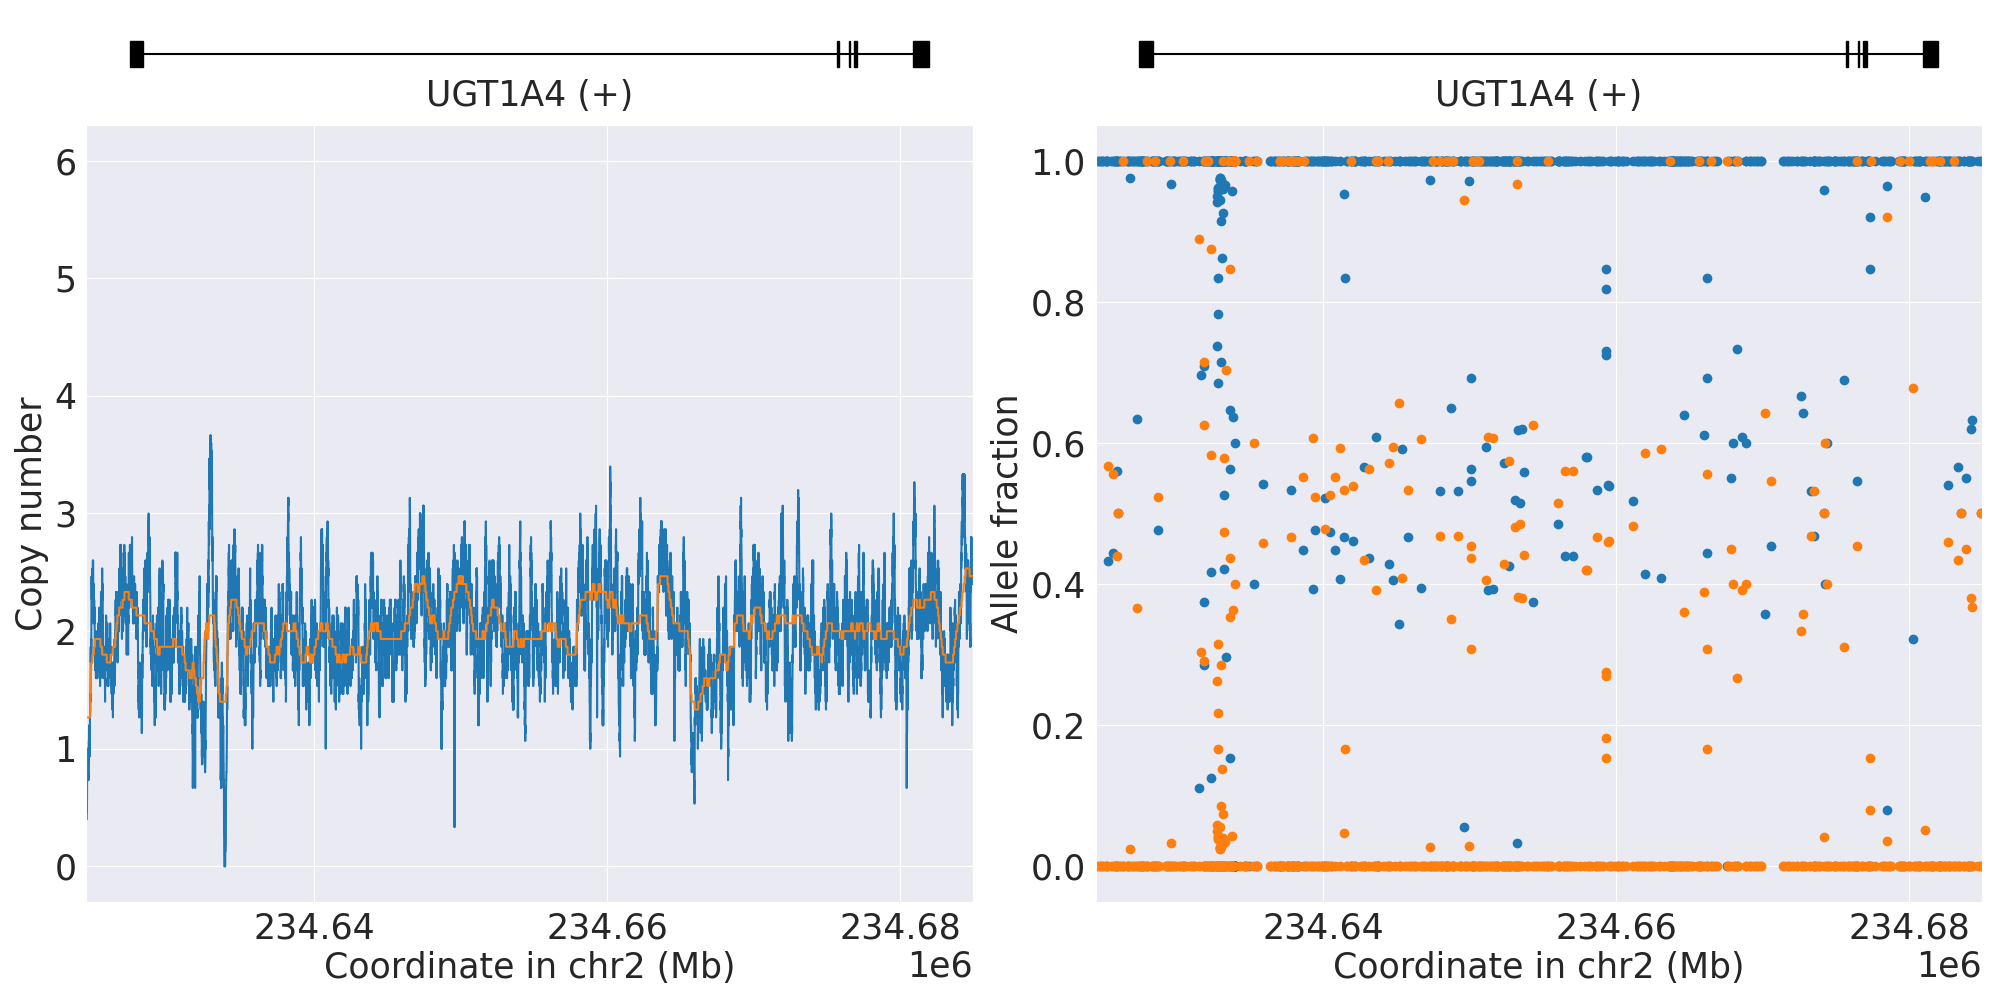 UGT1A4 (+)
6
5
4
3
2
1
0
Copy number
234.64
234.66
234.68
Coordinate in chr2 (Mb)
1e6
UGT1A4 (+)
1.0
0.8
0.6
0.4
0.2
0.0
Allele fraction
234.64
234.66
234.68
Coordinate in chr2 (Mb)
1e6